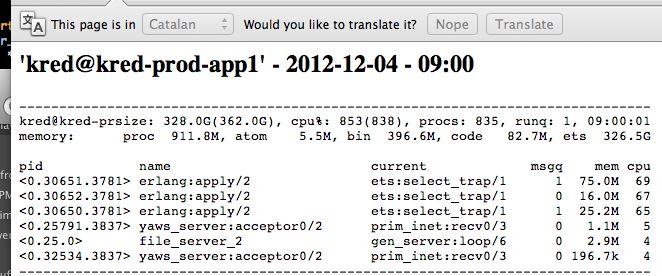 This page is in Catalan Would you like to translate it? Nope Translate
'kred@kred-prod-app1' - 2012-12-04 - 09:00
kred@kred-prsize: 328.0G(362.0G), cpu%: 853(838), procs: 835, runq: 1, 09:00:01
memory: proc 911.8M, atom 5.5M, bin 396.6M, code 82.7M, ets 326.5G
pid name current msgq mem cpu
<0.30651.3781> erlang:apply/2 ets:select_trap/1 1 75.0M 69
<0.30652.3781> erlang:apply/2 ets:select_trap/1 0 16.0M 67
<0.30650.3781> erlang:apply/2 ets:select_trap/1 1 25.2M 65
<0.25791.3837> yaws_server:acceptor0/2 prim_inet:recv0/3 0 1.1M 5
<0.25.0> file_server_2 gen_server:loop/6 0 2.9M 4
<0.32534.3837> yaws_server:acceptor0/2 prim_inet:recv0/3 0 196.7k 4